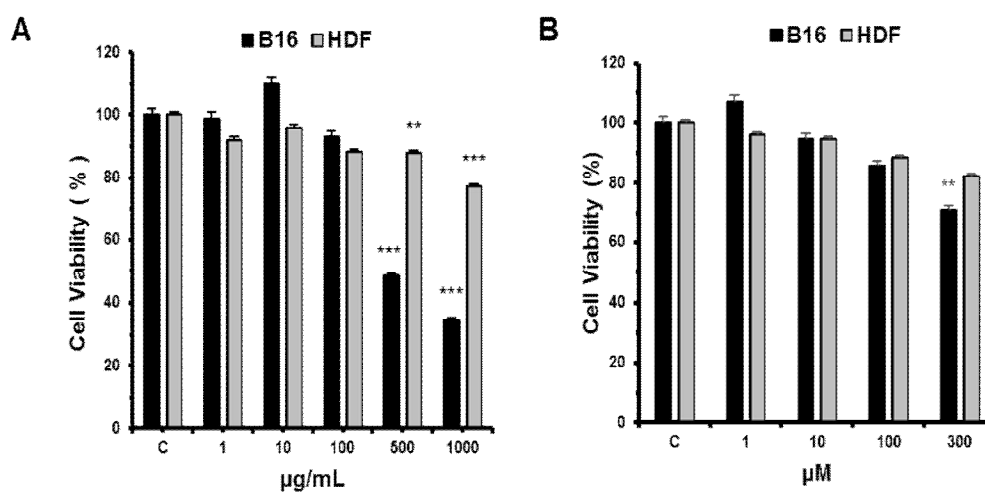 A
B16 HDF
Cell Viability ( % )
120
100
80
60
40
20
0
**
***
***
***
C 1 10 100 500 1000
µg/mL
B
B16 HDF
Cell Viability (%)
120
100
80
60
40
20
0
**
C 1 10 100 300
µM